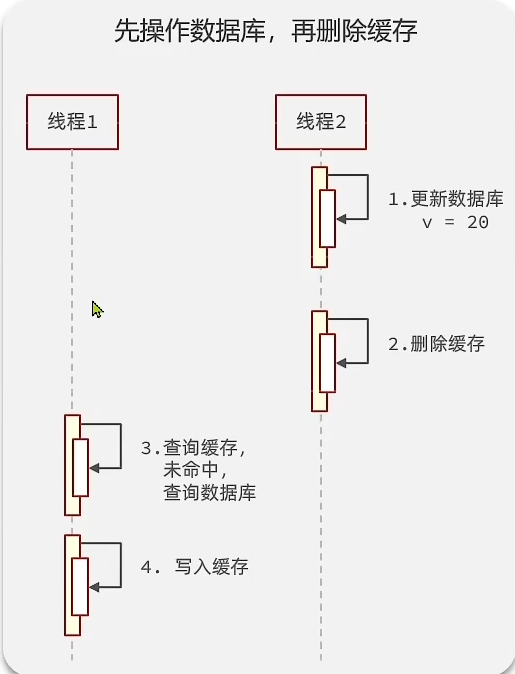 先操作数据库，再删除缓存
线程1
线程2
1.更新数据库
v = 20
2.删除缓存
3.查询缓存，
未命中，
查询数据库
4. 写入缓存